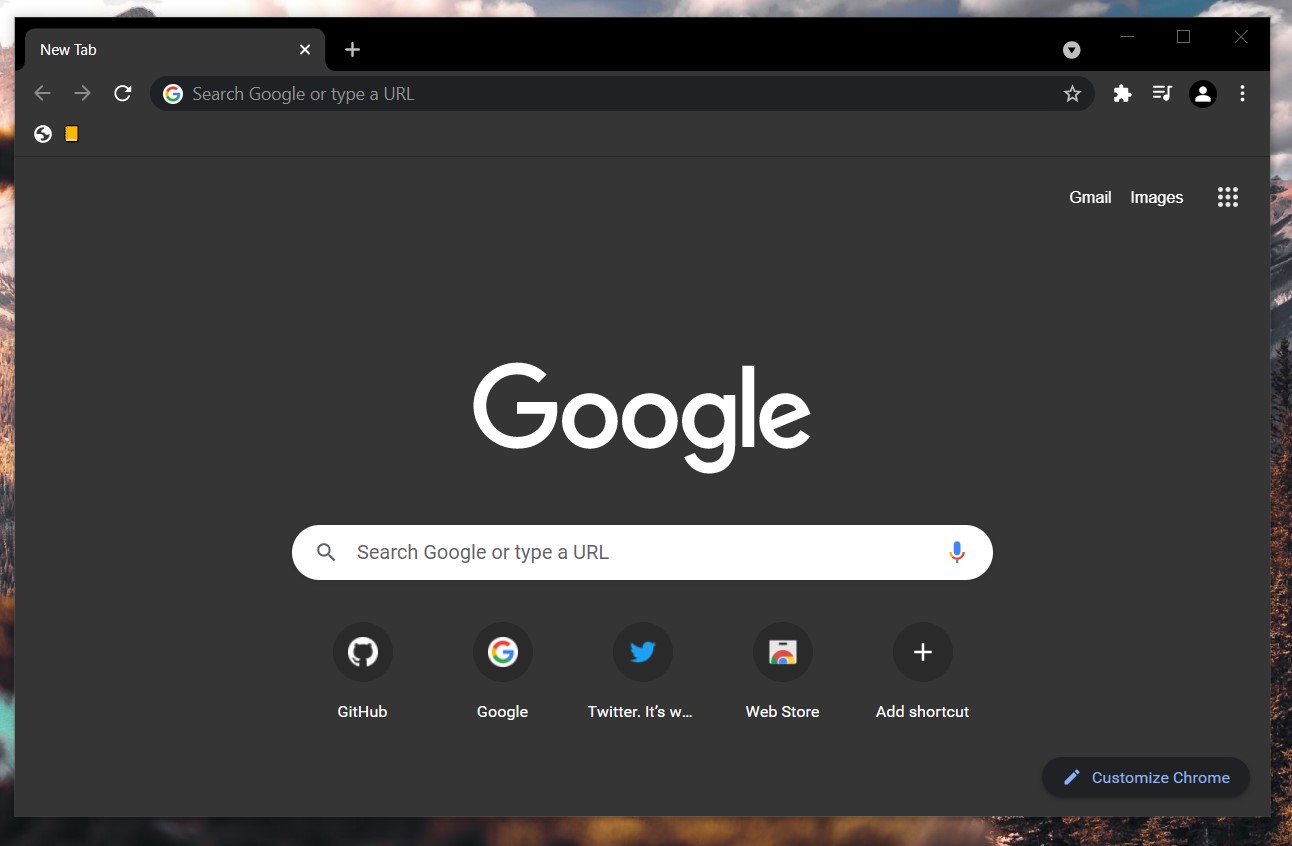 New Tab
Search Google or type a URL
Gmail Images
Google
Search Google or type a URL
GitHub Google Twitter. It’s w... Web Store Add shortcut
Customize Chrome